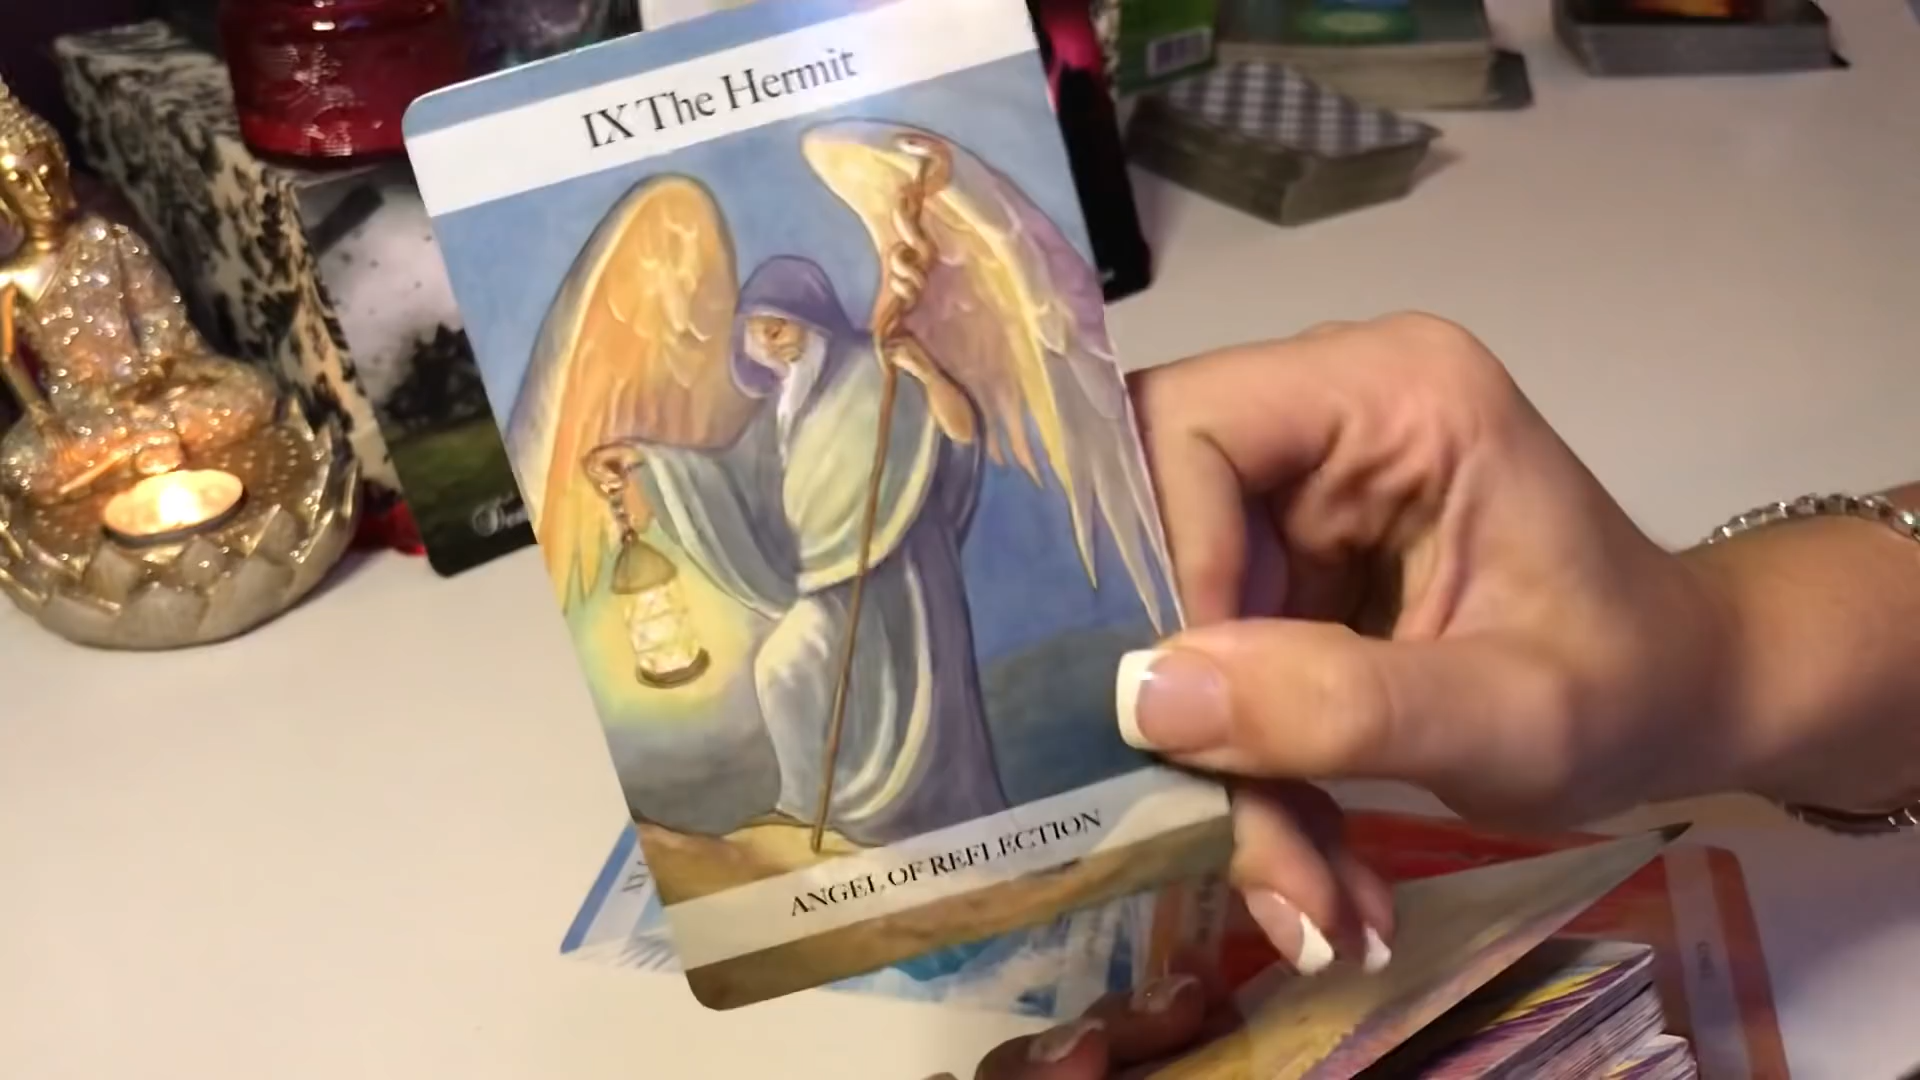 IX The Hermit
ANGEL OF REFLECTION